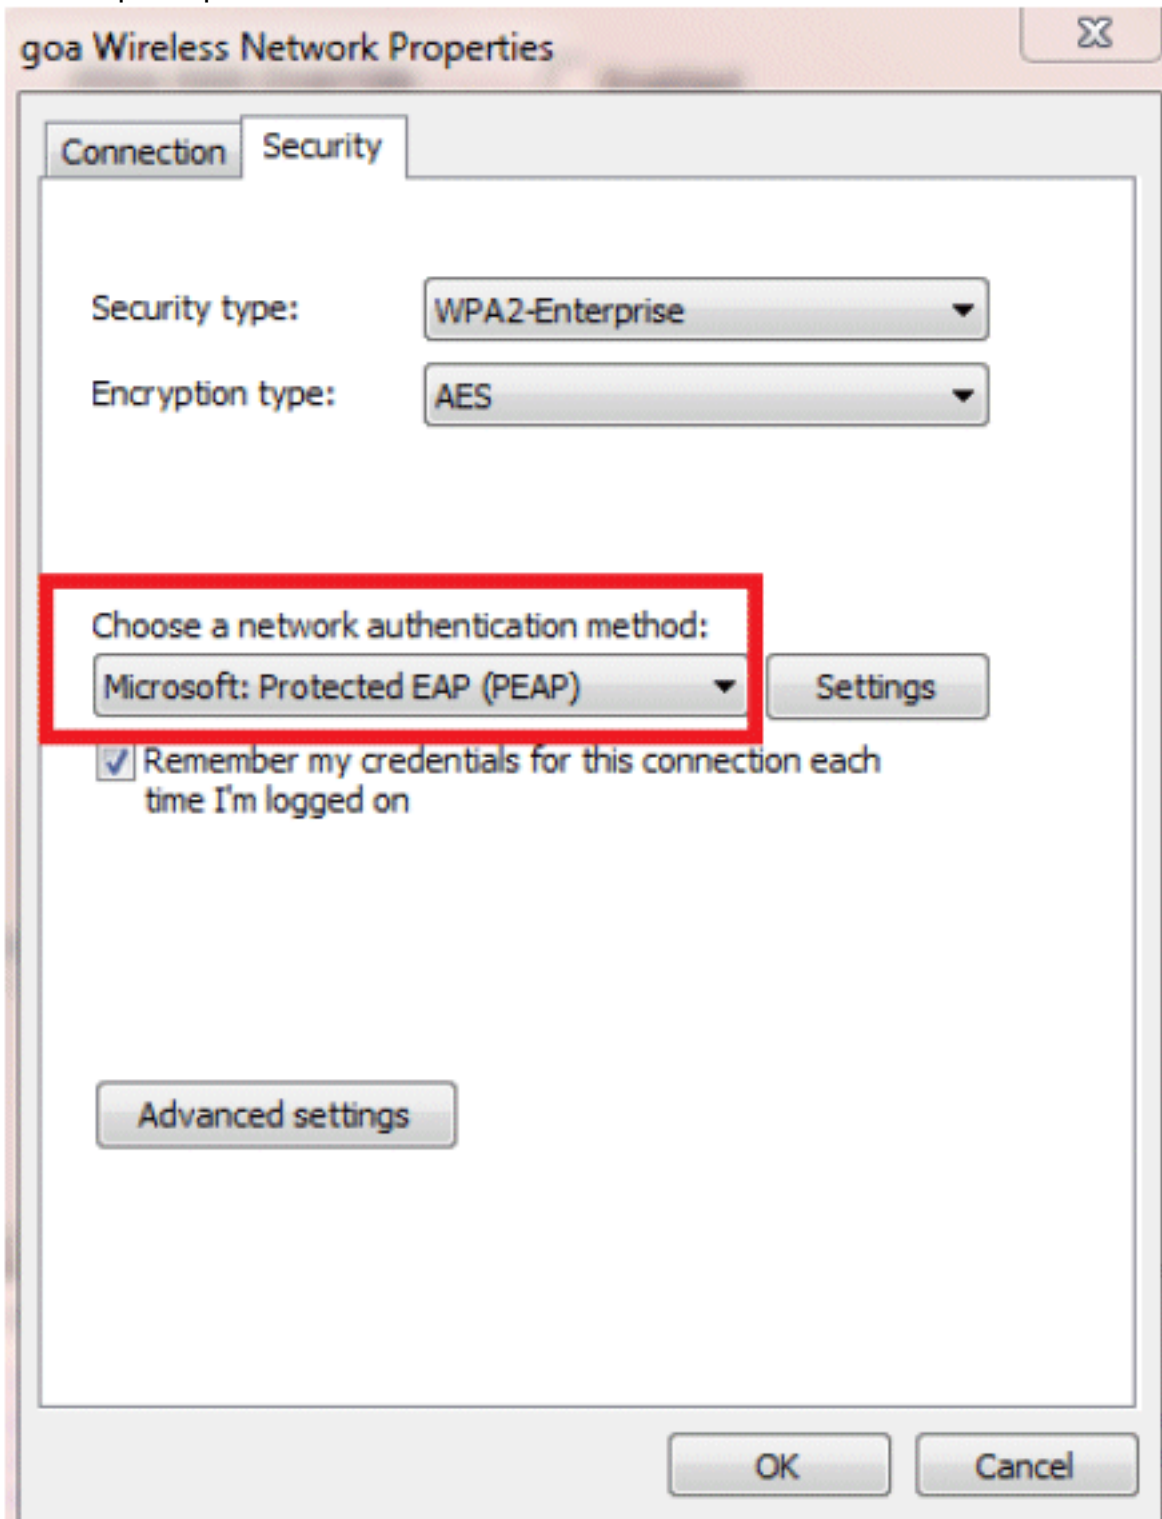 goa Wireless Network Properties
Connection
Security
Security type:
WPA2-Enterprise
Encryption type:
AES
Choose a network authentication method:
Microsoft: Protected EAP (PEAP)
Settings
Remember my credentials for this connection each
time I'm logged on
Advanced settings
OK
Cancel